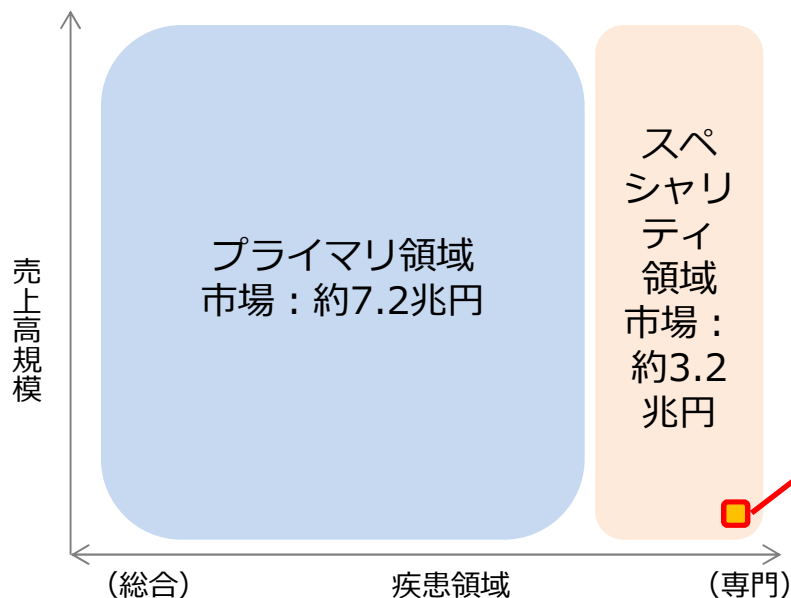 売上高規模
プライマリ領域
市場：約7.2兆円
スペ
シャリ
ティ
領域
市場：
約3.2
兆円
（総合）
疾患領域
（専門）